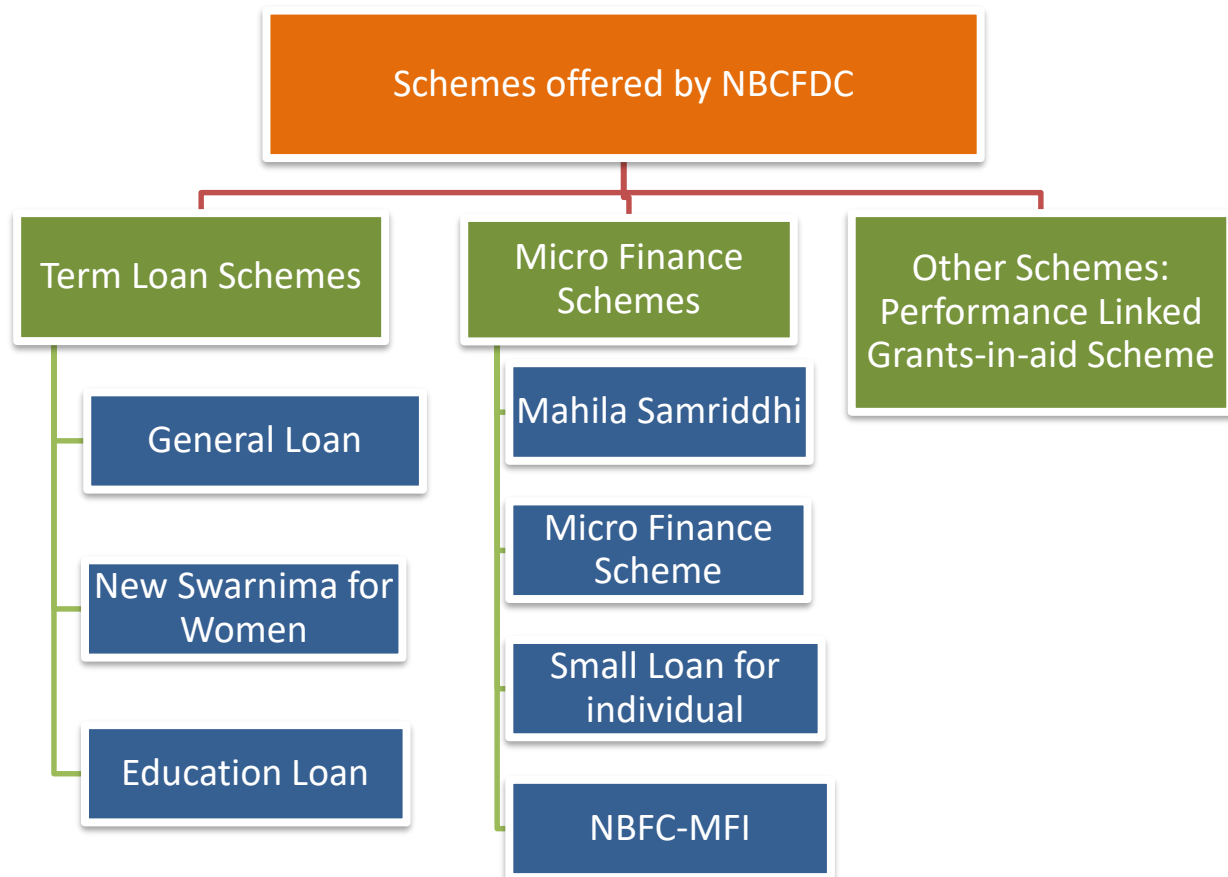 Schemes offered by NBCFDC
Term Loan Schemes
General Loan
New Swarnima for
Women
Education Loan
Micro Finance
Schemes
Mahila Samriddhi
Micro Finance
Scheme
Small Loan for
individual
NBFC-MFI
Other Schemes:
Performance Linked
Grants-in-aid Scheme